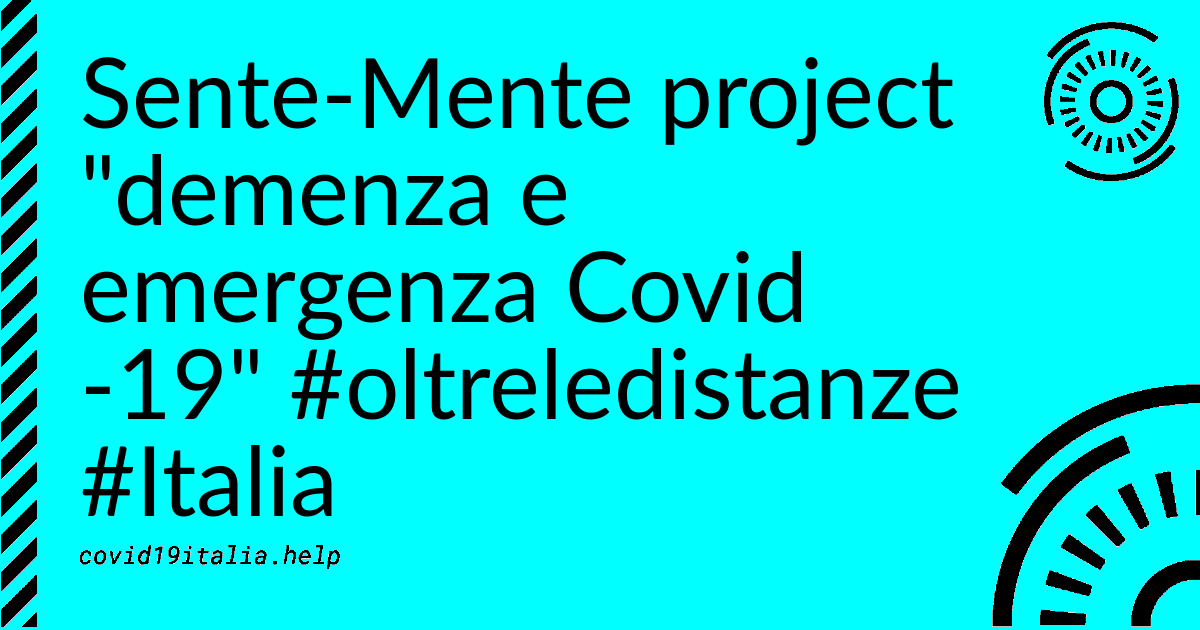 Sente-Mente project
"demenza e
emergenza Covid
-19" #oltreledistanze
#Italia
covid19italia.help